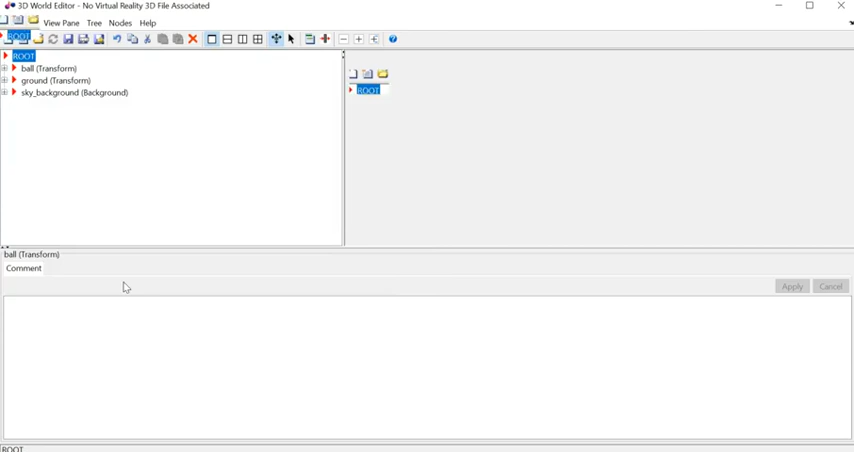 3D World Editor - No Virtual Reality 3D File Associated
View Pane Tree Nodes Help
ROOT
ROOT
ball (Transform)
ground (Transform)
sky_background (Background)
ROOT
ball (Transform)
Comment
Apply Cancel
ROOT